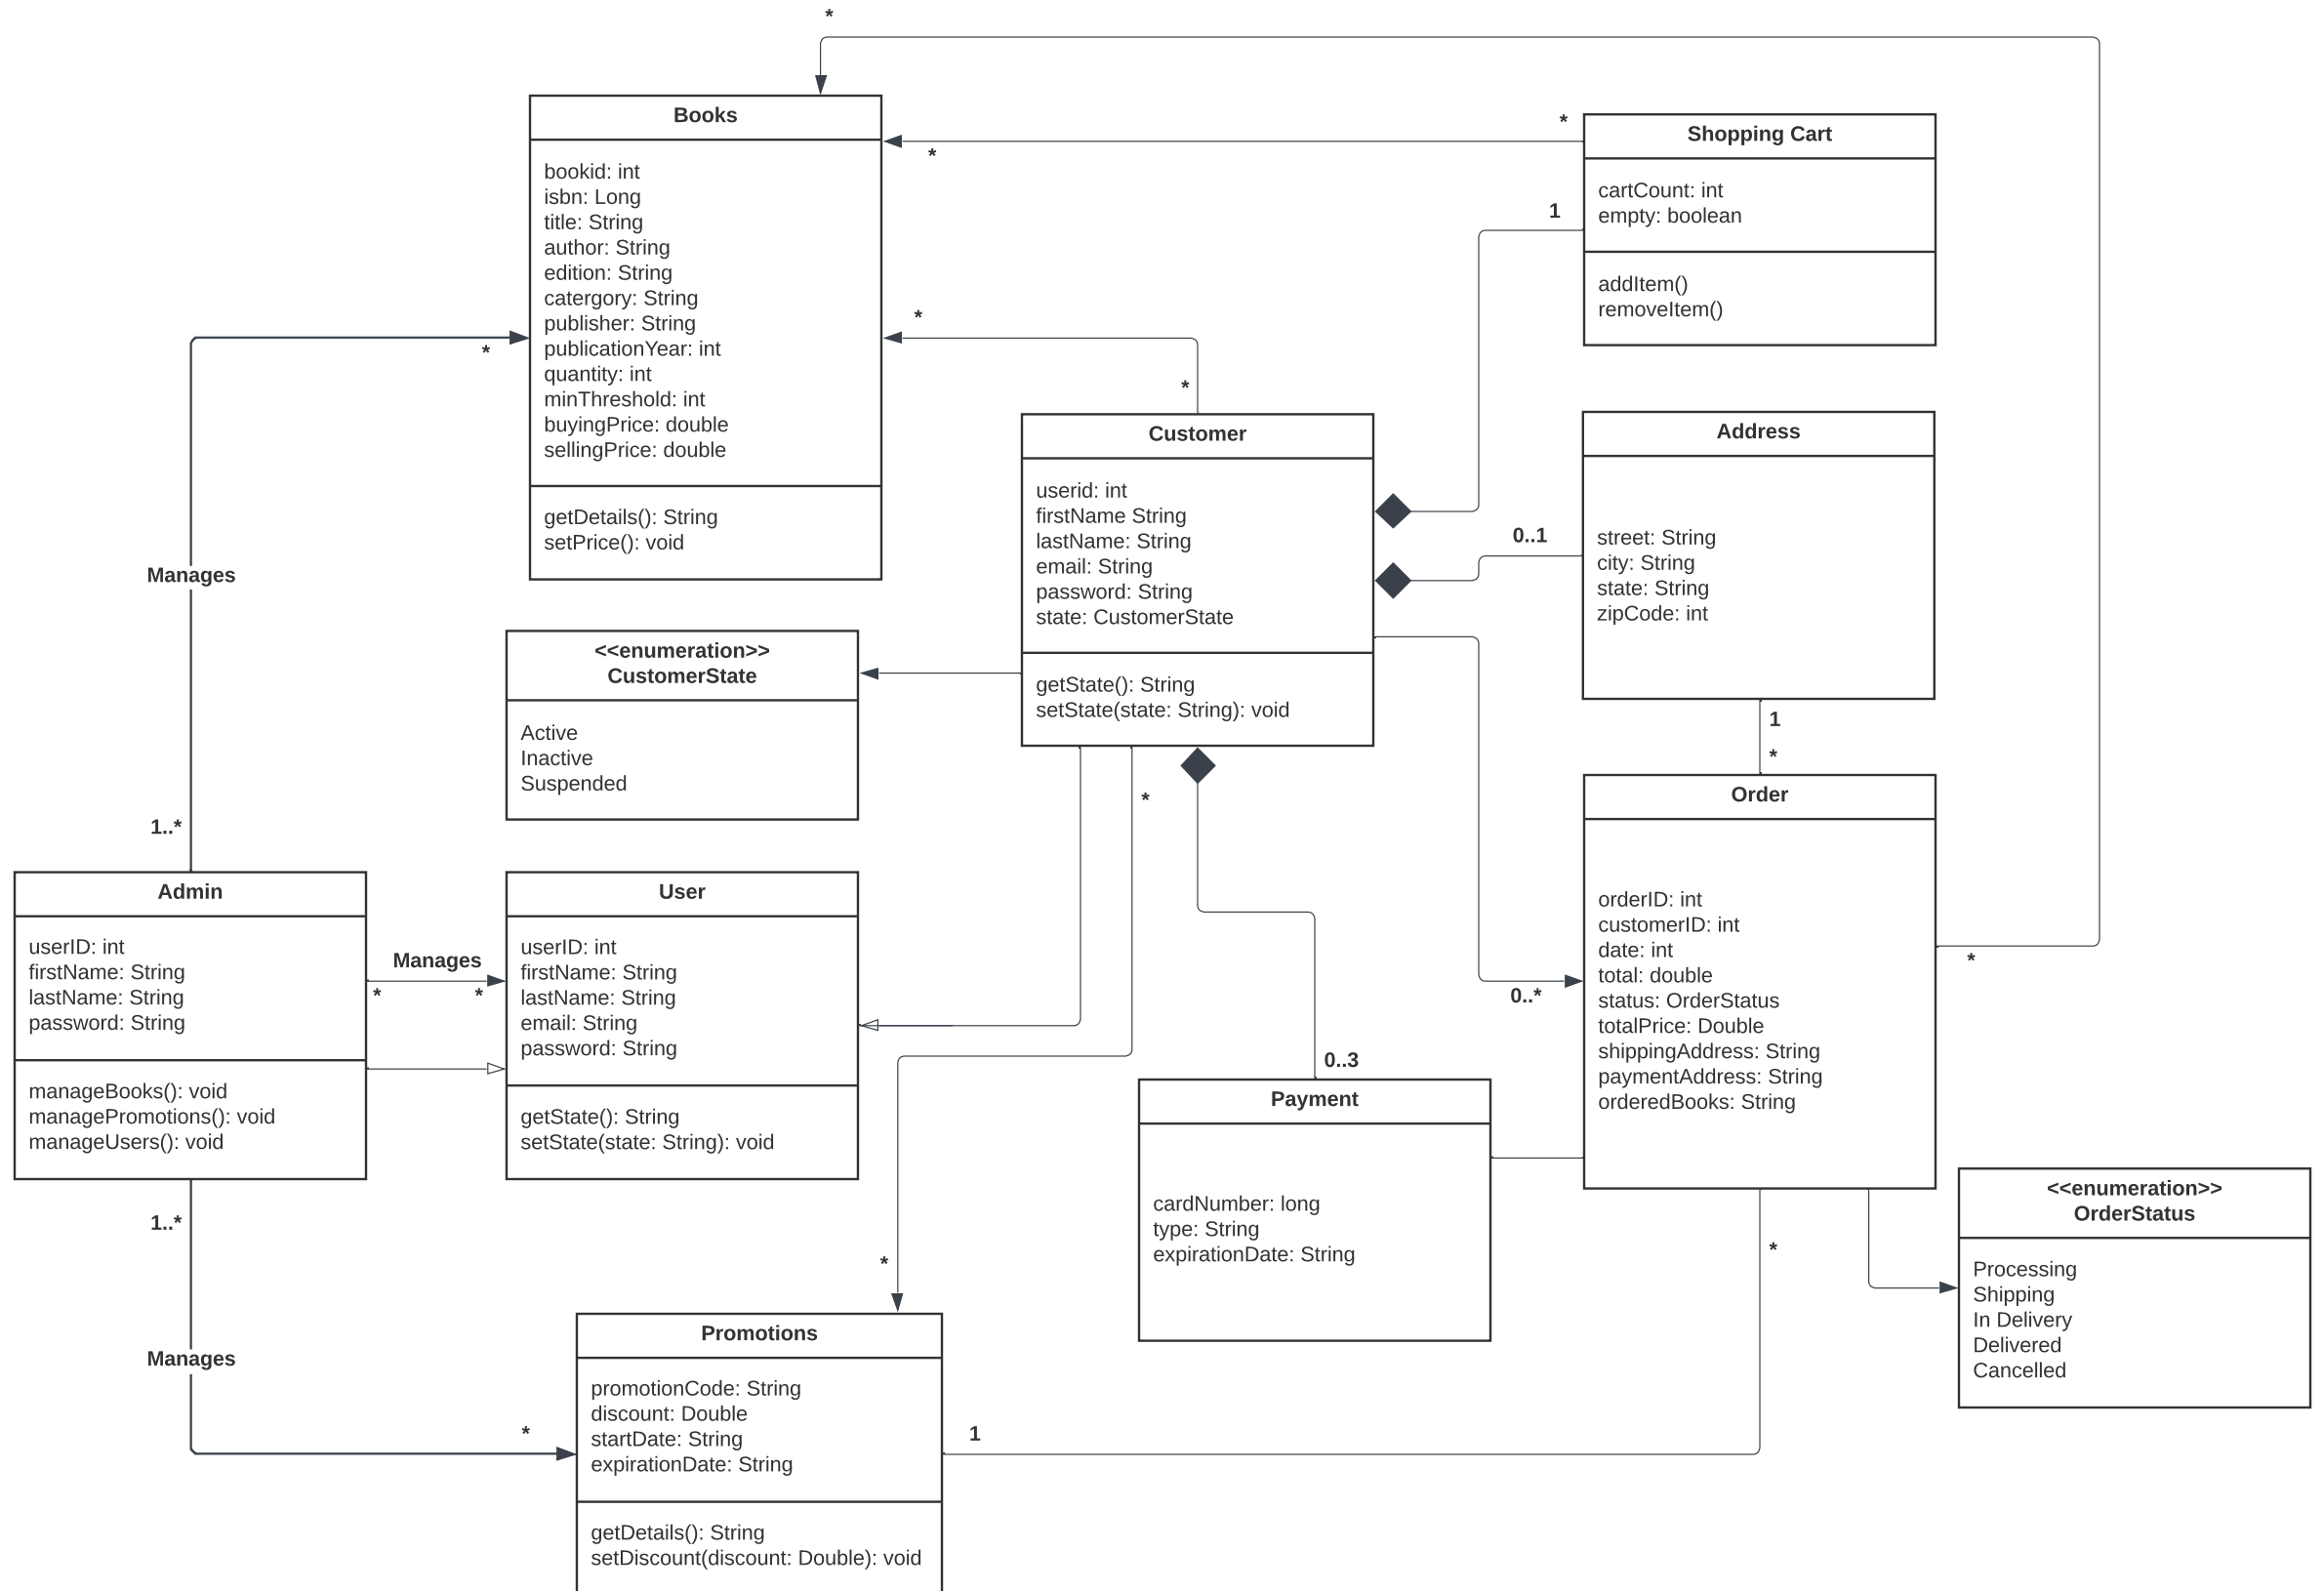 *
Books
bookid: int
isbn: Long
title: String
author: String
edition: String
catergory: String
publisher: String
publicationYear: int
quantity: int
minThreshold: int
buyingPrice: double
sellingPrice: double
getDetails(): String
setPrice(): void
*
*
Shopping Cart
cartCount: int
empty: boolean
addItem()
removeItem()
1
*
*
*
Customer
userid: int
firstName String
lastName: String
email: String
password: String
state: CustomerState
getState(): String
setState(state: String): void
Address
street: String
city: String
state: String
zipCode: int
0..1
Manages
<<enumeration>>
CustomerState
Active
Inactive
Suspended
1
*
*
1..*
Admin
userID: int
firstName: String
lastName: String
password: String
manageBooks(): void
managePromotions(): void
manageUsers(): void
Manages
*
*
User
userID: int
firstName: String
lastName: String
email: String
password: String
getState(): String
setState(state: String): void
Order
orderID: int
customerID: int
date: int
total: double
status: OrderStatus
totalPrice: Double
shippingAddress: String
paymentAddress: String
orderedBooks: String
*
0..*
0..3
Payment
cardNumber: long
type: String
expirationDate: String
<<enumeration>>
OrderStatus
Processing
Shipping
In Delivery
Delivered
Cancelled
1..*
*
*
Manages
*
1
Promotions
promotionCode: String
discount: Double
startDate: String
expirationDate: String
getDetails(): String
setDiscount(discount: Double): void